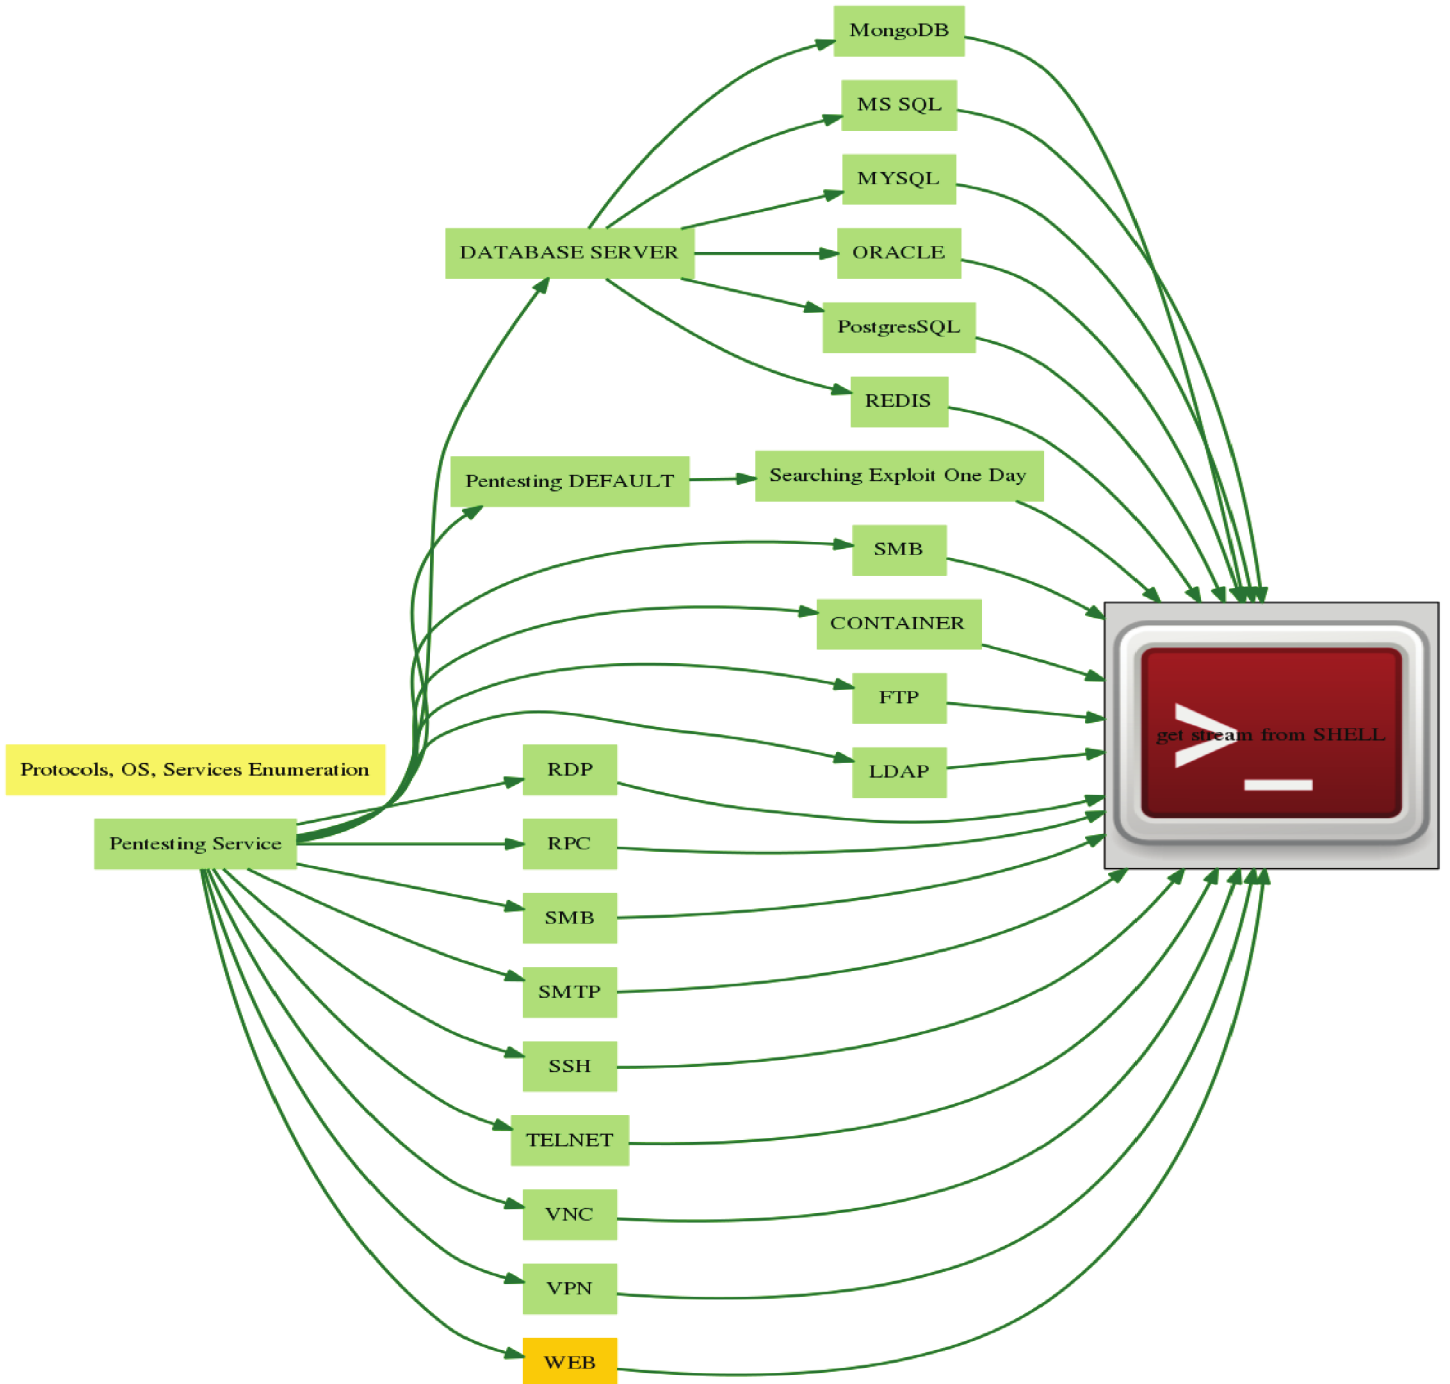 MongoDB
MS SQL
MYSQL
DATABASE SERVER
ORACLE
PostgresSQL
REDIS
Pentesting DEFAULT
Searching Exploit One Day
SMB
CONTAINER
FTP
>_
get stream from SHELL
Protocols, OS, Services Enumeration
RDP
LDAP
Pentesting Service
RPC
SMB
SMTP
SSH
TELNET
VNC
VPN
WEB